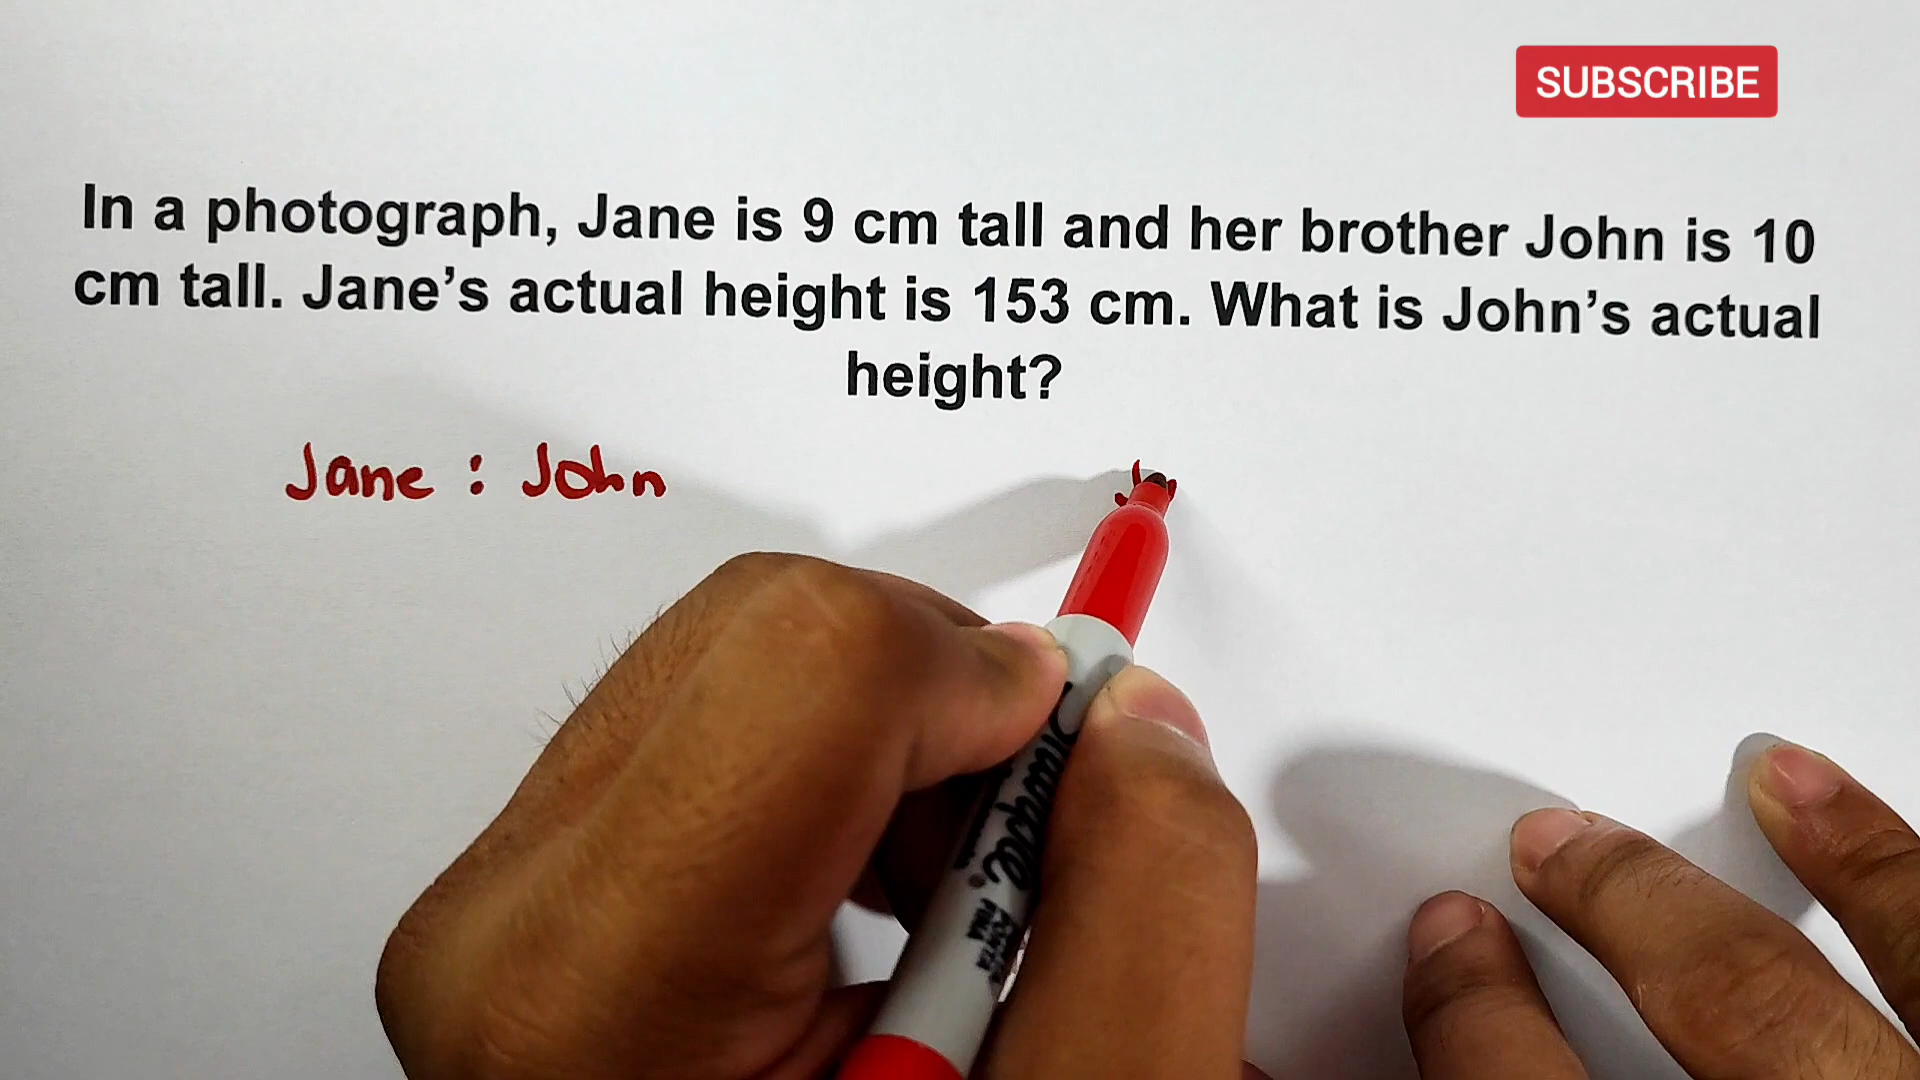 SUBSCRIBE
In a photograph, Jane is 9 cm tall and her brother John is 10
cm tall. Jane’s actual height is 153 cm. What is John’s actual
height?
Jane : John
Sharpie